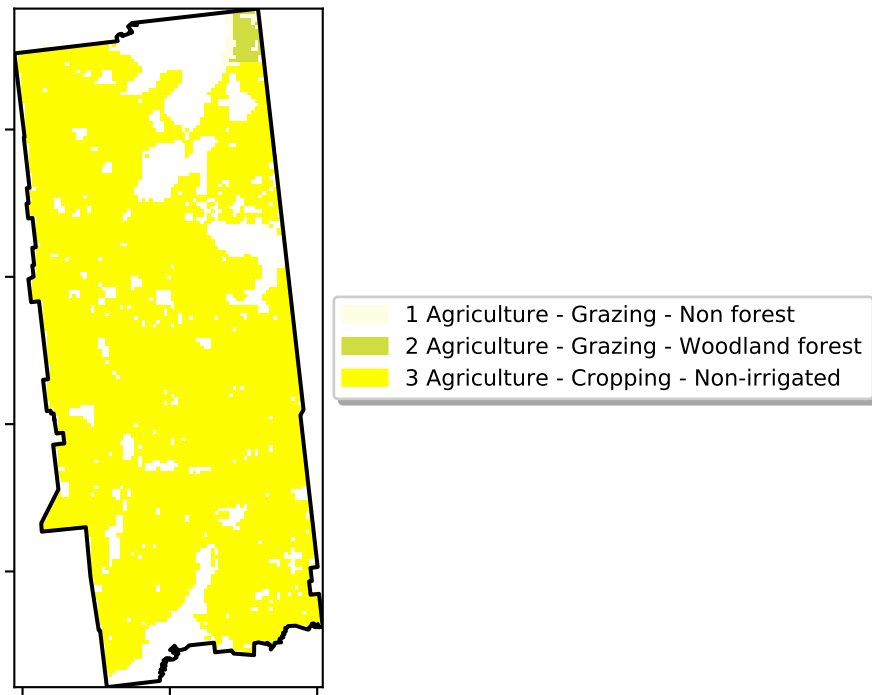 1 Agriculture - Grazing - Non forest
2 Agriculture - Grazing - Woodland forest
3 Agriculture - Cropping - Non-irrigated